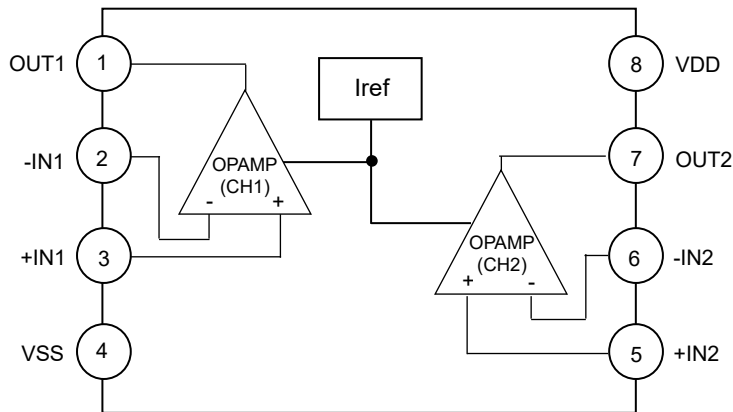 OUT1 1
-IN1 2
+IN1 3
VSS 4
OPAMP
(CH1)
- +
Iref
OPAMP
(CH2)
+ -
8 VDD
7 OUT2
6 -IN2
5 +IN2